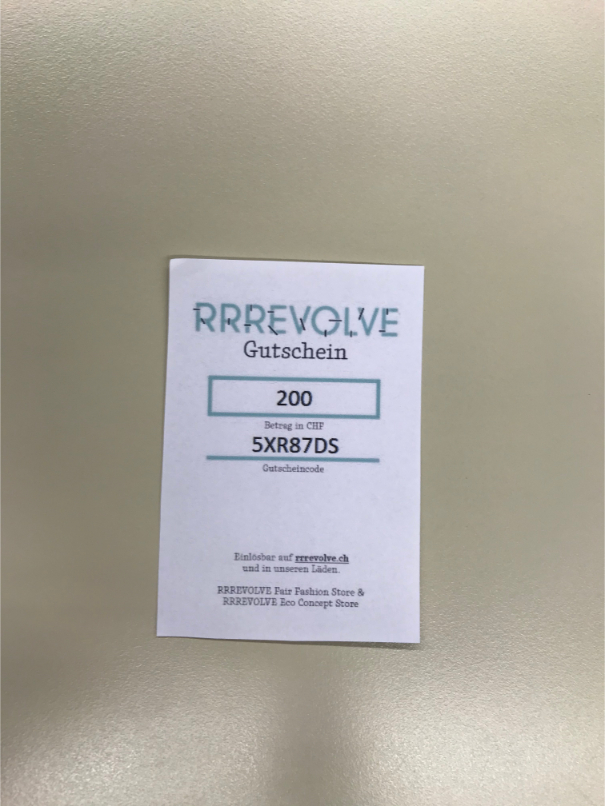 RRREVOLVE
Gutschein
200
Betrag in CHF
5XR87DS
Gutscheincode
Einlösbar auf rrrevolve.ch
und in unseren Läden.
RRREVOLVE Fair Fashion Store &
RRREVOLVE Eco Concept Store